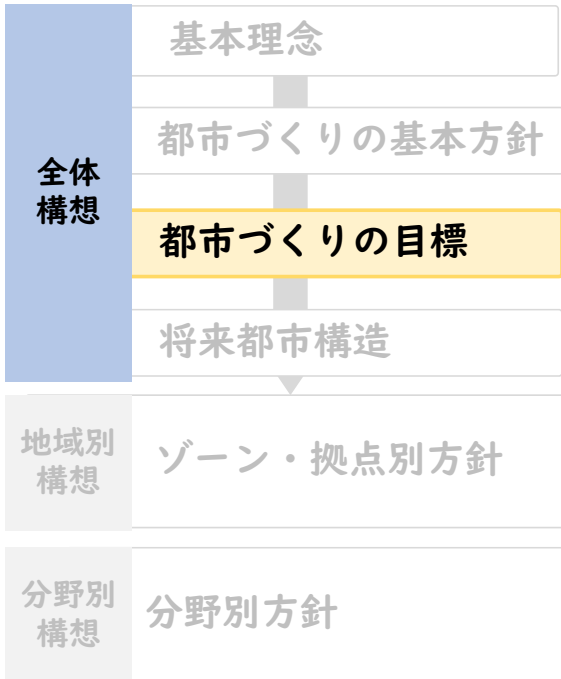 全体
構想
基本理念
都市づくりの基本方針
都市づくりの目標
将来都市構造
地域別
構想
ゾーン・拠点別方針
分野別
構想
分野別方針